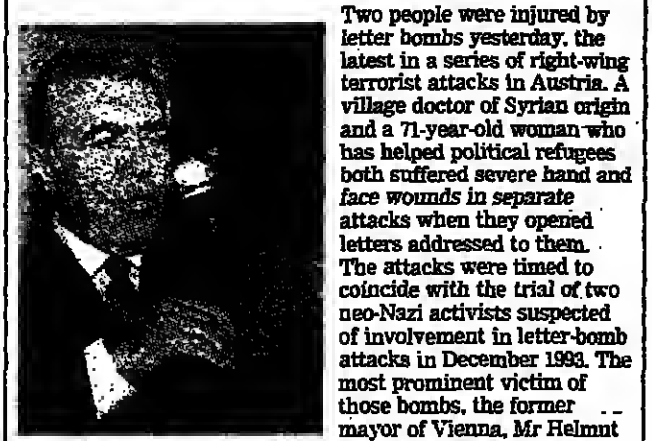 Two people were injured by
letter bombs yesterday, the
latest in a series of right-wing
terrorist attacks in Austria. A
village doctor of Syrian origin
and a 71-year-old woman who
has helped political refugees
both suffered severe hand and
face wounds in separate
attacks when they opened
letters addressed to them.
The attacks were timed to
coincide with the trial of two
neo-Nazi activists suspected
of involvement in letter-bomb
attacks in December 1993. The
most prominent victim of
those bombs, the former
mayor of Vienna, Mr Helmut